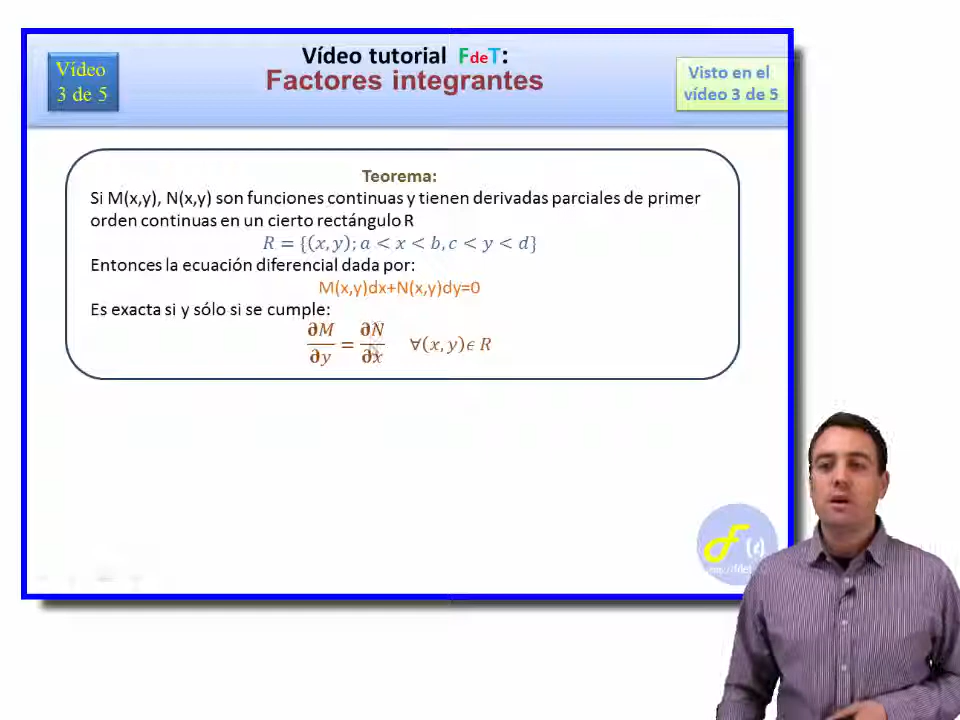 Vídeo tutorial FdeT:
Factores integrantes
Vídeo
3 de 5
Visto en el
vídeo 3 de 5
Teorema:
Si M(x,y), N(x,y) son funciones continuas y tienen derivadas parciales de primer
orden continuas en un cierto rectángulo R
R = {(x, y); a < x < b, c < y < d}
Entonces la ecuación diferencial dada por:
M(x,y)dx+N(x,y)dy=0
Es exacta si y sólo si se cumple:
∂M/∂y = ∂N/∂x ∀(x, y)ϵ R